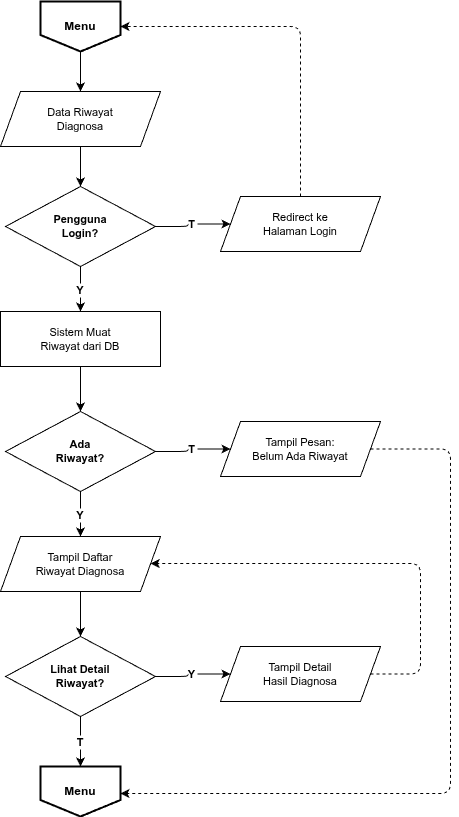 Menu
Data Riwayat
Diagnosa
Pengguna
Login?
T
Redirect ke
Halaman Login
Y
Sistem Muat
Riwayat dari DB
Ada
Riwayat?
T
Tampil Pesan:
Belum Ada Riwayat
Y
Tampil Daftar
Riwayat Diagnosa
Lihat Detail
Riwayat?
Y
Tampil Detail
Hasil Diagnosa
T
Menu